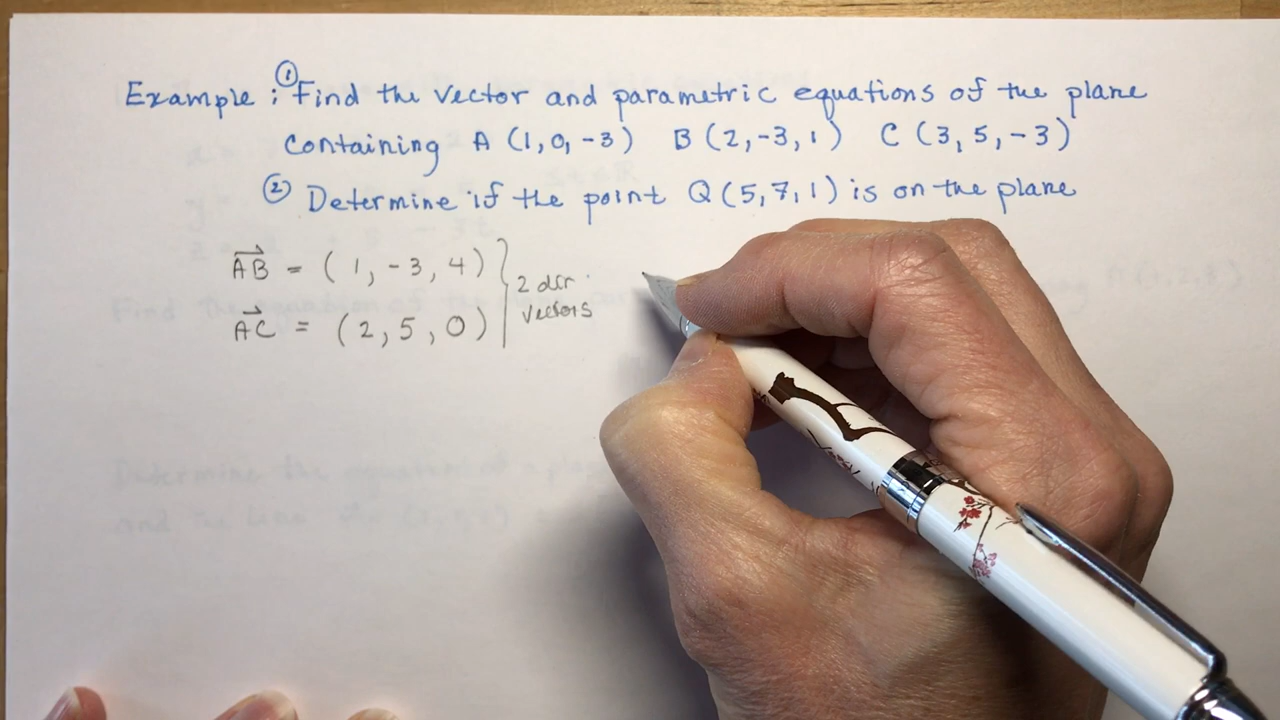 Example : ① Find the vector and parametric equations of the plane
containing A (1, 0, -3) B (2, -3, 1) C (3, 5, -3)
② Determine if the point Q (5, 7, 1) is on the plane
AB→ = ( 1, -3, 4) } 2 dir
vectors
AC→ = (2, 5, 0)